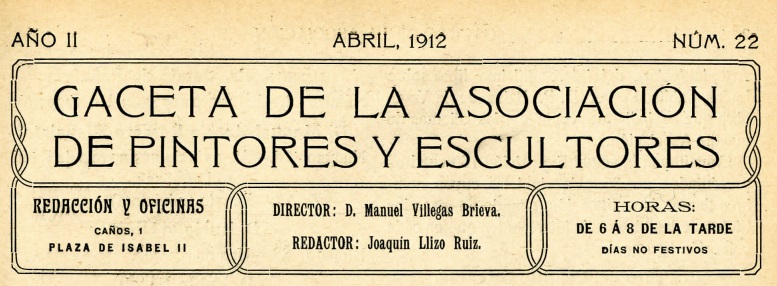 AÑO II ABRIL, 1912 NÚM. 22
GACETA DE LA ASOCIACIÓN
DE PINTORES Y ESCULTORES
REDACCIÓN Y OFICINAS
CAÑOS, 1
PLAZA DE ISABEL II
DIRECTOR: D. Manuel Villegas Brieva.
REDACTOR: Joaquín Llizo Ruiz.
HORAS:
DE 6 Á 8 DE LA TARDE
DÍAS NO FESTIVOS